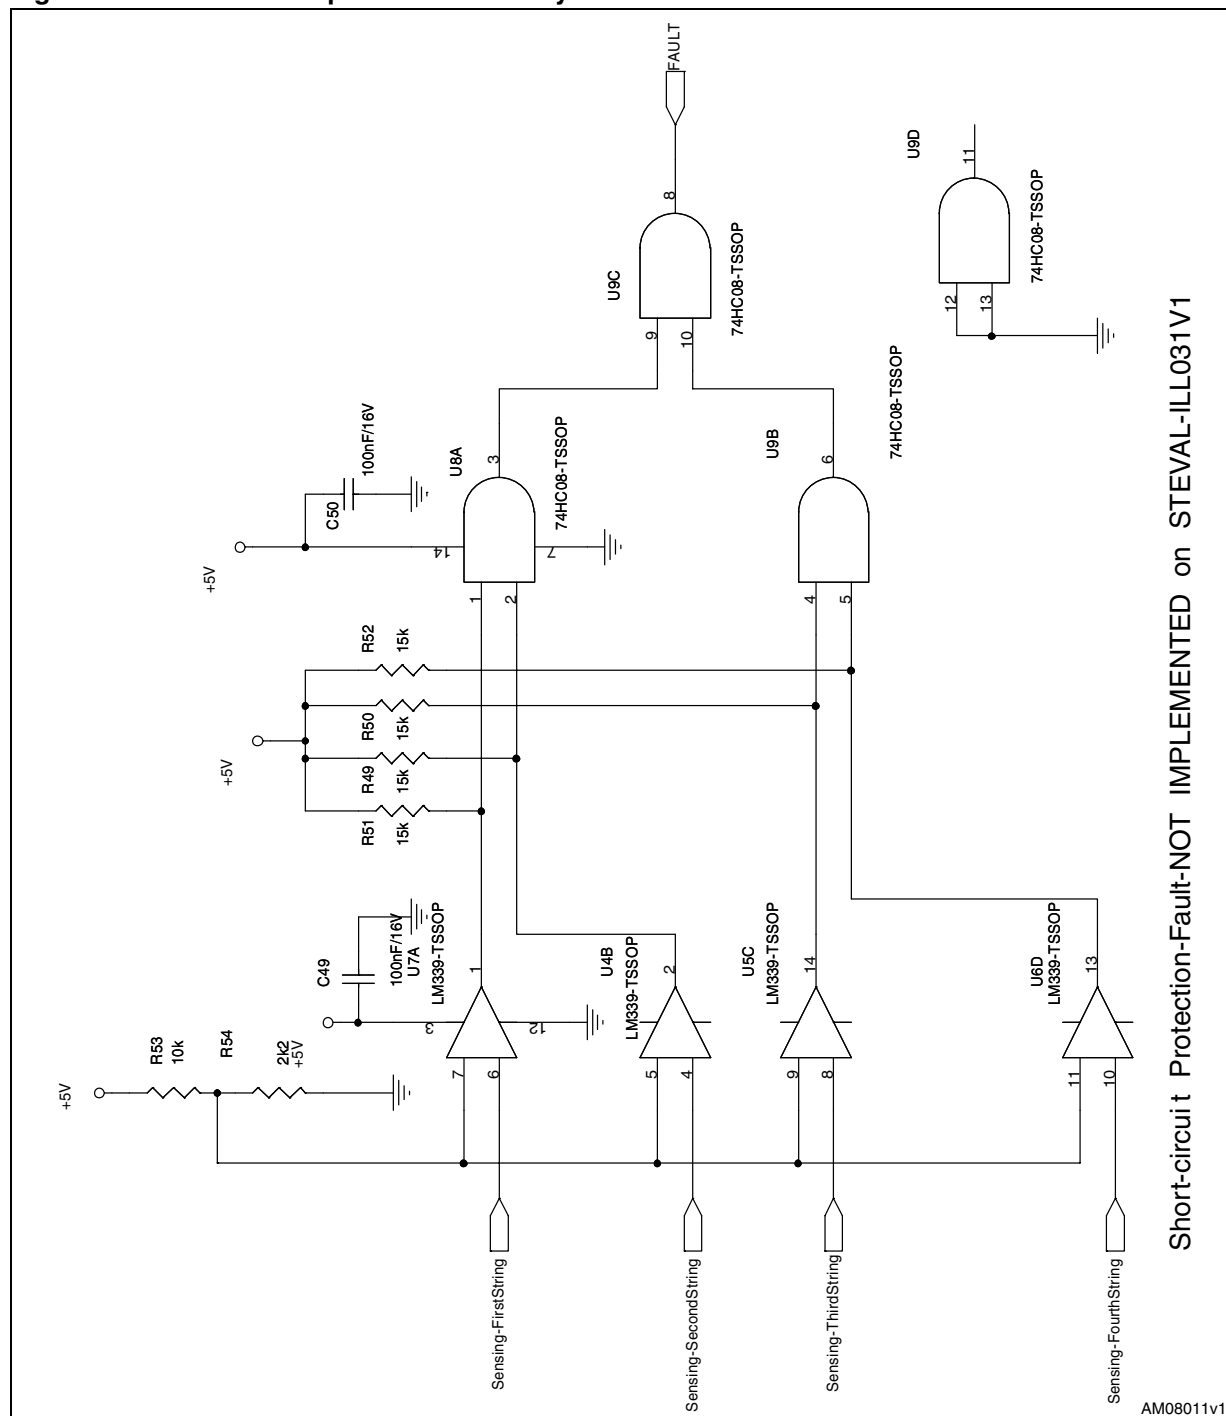 FAULT
8
U9C
9
10
74HC08-TSSOP
U9D
11
12
13
74HC08-TSSOP
+5V
C50
100nF/16V
14
7
U8A
3
1
2
74HC08-TSSOP
U9B
6
4
5
74HC08-TSSOP
+5V
R52
15k
R50
15k
R49
15k
R51
15k
C49
100nF/16V
U7A
LM339-TSSOP
3
12
1
7
6
U4B
LM339-TSSOP
2
5
4
U5C
LM339-TSSOP
14
9
8
U6D
LM339-TSSOP
13
11
10
+5V
R53
10k
R54
2k2
+5V
Sensing-FirstString
Sensing-SecondString
Sensing-ThirdString
Sensing-FourthString
Short-circuit Protection-Fault-NOT IMPLEMENTED on STEVAL-ILL031V1
AM08011v1